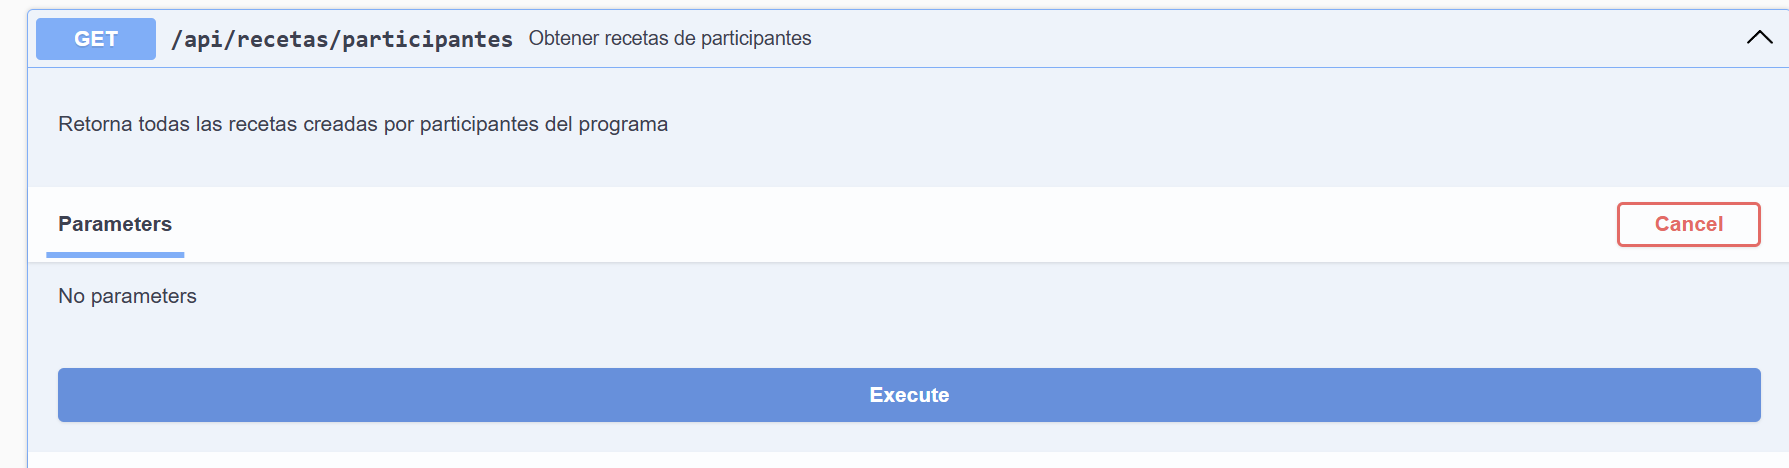 GET /api/recetas/participantes Obtener recetas de participantes
Retorna todas las recetas creadas por participantes del programa
Parameters Cancel
No parameters
Execute